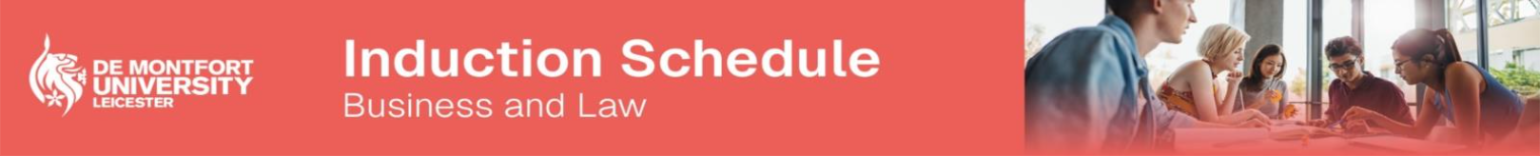 DE MONTFORT
UNIVERSITY
LEICESTER
Induction Schedule
Business and Law